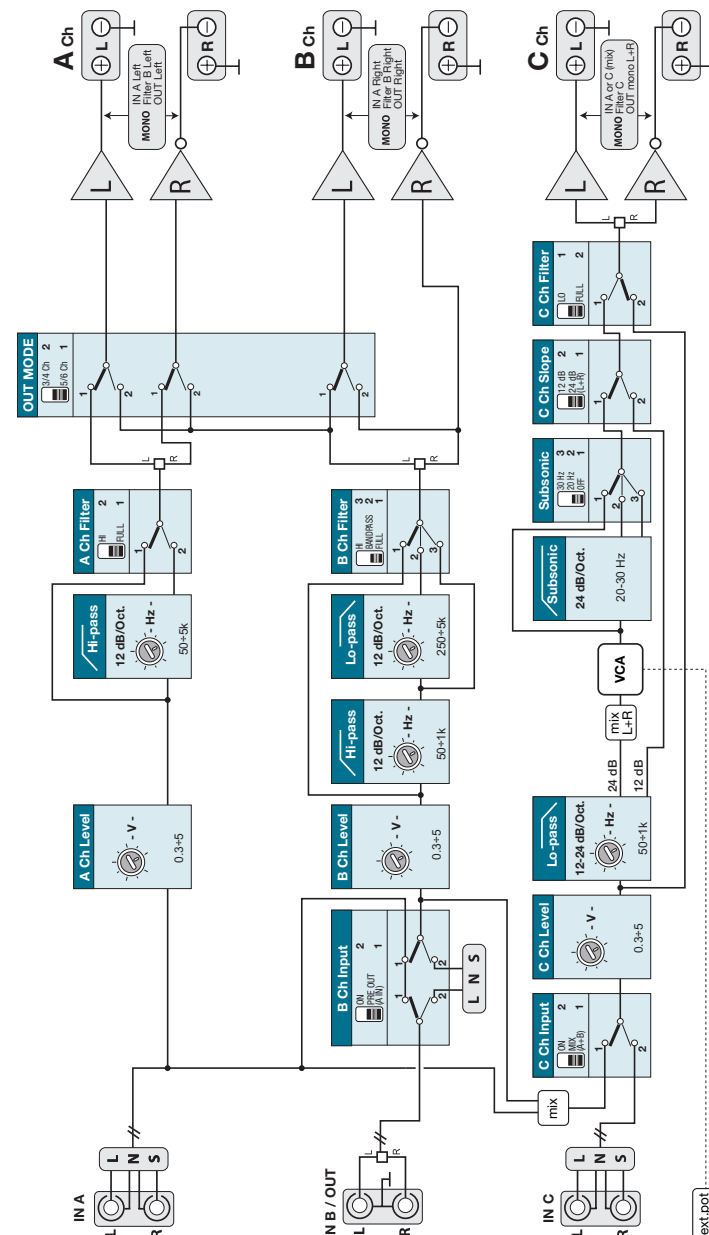 A Ch
L
R
IN A Left
Filter B Left
OUT Left
MONO
L
R
B Ch
L
R
IN A Right
Filter B Right
OUT Right
MONO
L
R
C Ch
L
R
IN A or C (mix)
Filter C
OUT mono L+R
MONO
L
R
OUT MODE
3/4 Ch 2
5/6 Ch 1
1
2
1
2
1
2
L
R
L
R
L
R
A Ch Filter
HI 2
FULL 1
1
2
B Ch Filter
HI 3
BANDPASS 2
FULL 1
1
2
3
C Ch Filter
LO 1
FULL 2
1
2
C Ch Slope
12 dB 2
24 dB 1
(L+R)
1
2
Subsonic
30 Hz 3
20 Hz 2
OFF 1
1
2
3
Hi-pass
12 dB/Oct.
- Hz -
50÷5k
Lo-pass
12 dB/Oct.
- Hz -
250÷5k
Subsonic
24 dB/Oct.
20-30 Hz
Hi-pass
12 dB/Oct.
- Hz -
50÷1k
VCA
mix
L+R
24 dB
12 dB
A Ch Level
- V -
0.3÷5
B Ch Level
- V -
0.3÷5
Lo-pass
12-24 dB/Oct.
- Hz -
50÷1k
C Ch Level
- V -
0.3÷5
B Ch Input
ON 2
PRE OUT 1
(A IN)
1
2
1
2
L N S
C Ch Input
ON 2
MIX 1
(A+B)
1
2
mix
IN A
L
R
L N S
N B / OUT
L
R
L
R
IN C
L
R
L N S
ext.pot